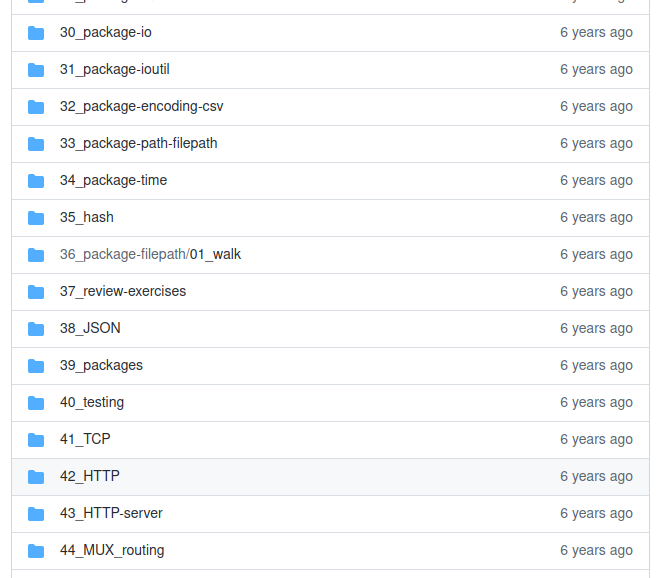 30_package-io 6 years ago
31_package-ioutil 6 years ago
32_package-encoding-csv 6 years ago
33_package-path-filepath 6 years ago
34_package-time 6 years ago
35_hash 6 years ago
36_package-filepath/01_walk 6 years ago
37_review-exercises 6 years ago
38_JSON 6 years ago
39_packages 6 years ago
40_testing 6 years ago
41_TCP 6 years ago
42_HTTP 6 years ago
43_HTTP-server 6 years ago
44_MUX_routing 6 years ago